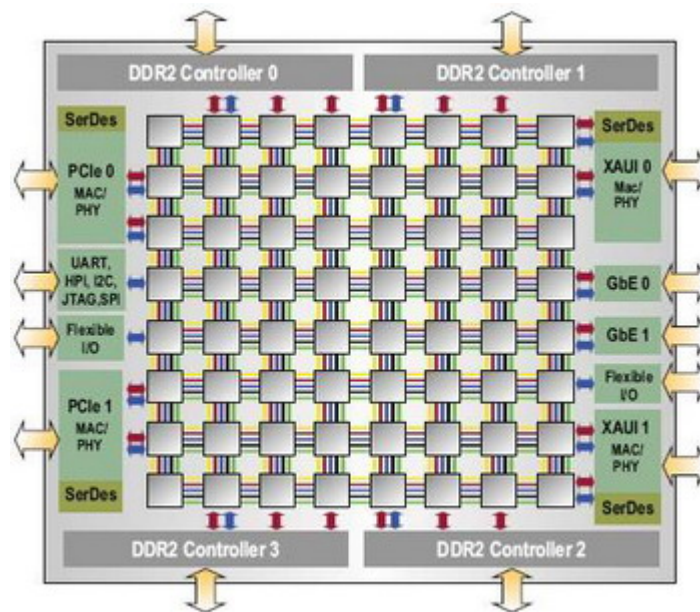 DDR2 Controller 0
DDR2 Controller 1
SerDes
PCIe 0
MAC/
PHY
UART,
HPI, I2C,
JTAG,SPI
Flexible
I/O
PCIe 1
MAC/
PHY
SerDes
SerDes
XAUI 0
Mac/
PHY
GbE 0
GbE 1
Flexible
I/O
XAUI 1
MAC/
PHY
SerDes
DDR2 Controller 3
DDR2 Controller 2